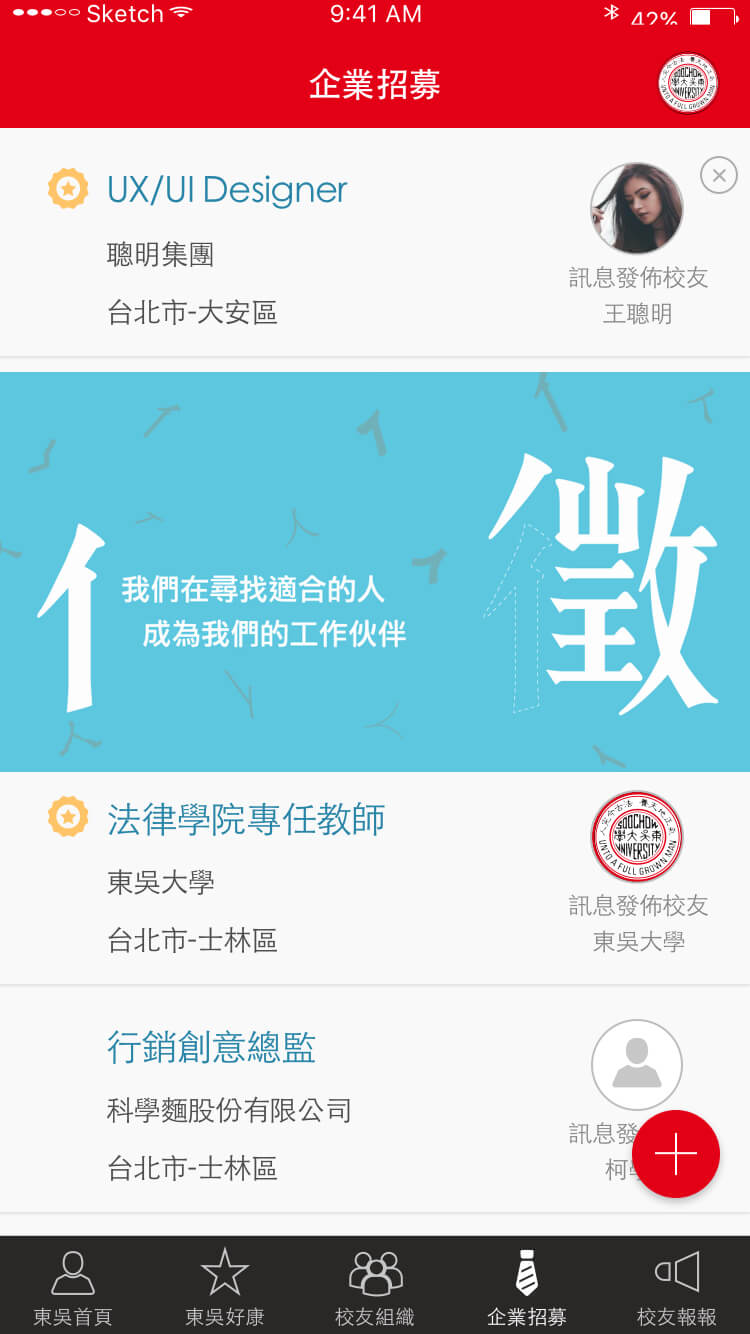 Sketch 9:41 AM 42%
企業招募
UX/UI Designer
聰明集團
台北市-大安區
訊息發佈校友
王聰明
我們在尋找適合的人
成為我們的工作伙伴
徵
法律學院專任教師
東吳大學
台北市-士林區
SOOCHOW
UNIVERSITY
UNTO A FULL GROWN MAN
訊息發佈校友
東吳大學
行銷創意總監
科學麵股份有限公司
台北市-士林區
訊息發
柯
東吳首頁
東吳好康
校友組織
企業招募
校友報報